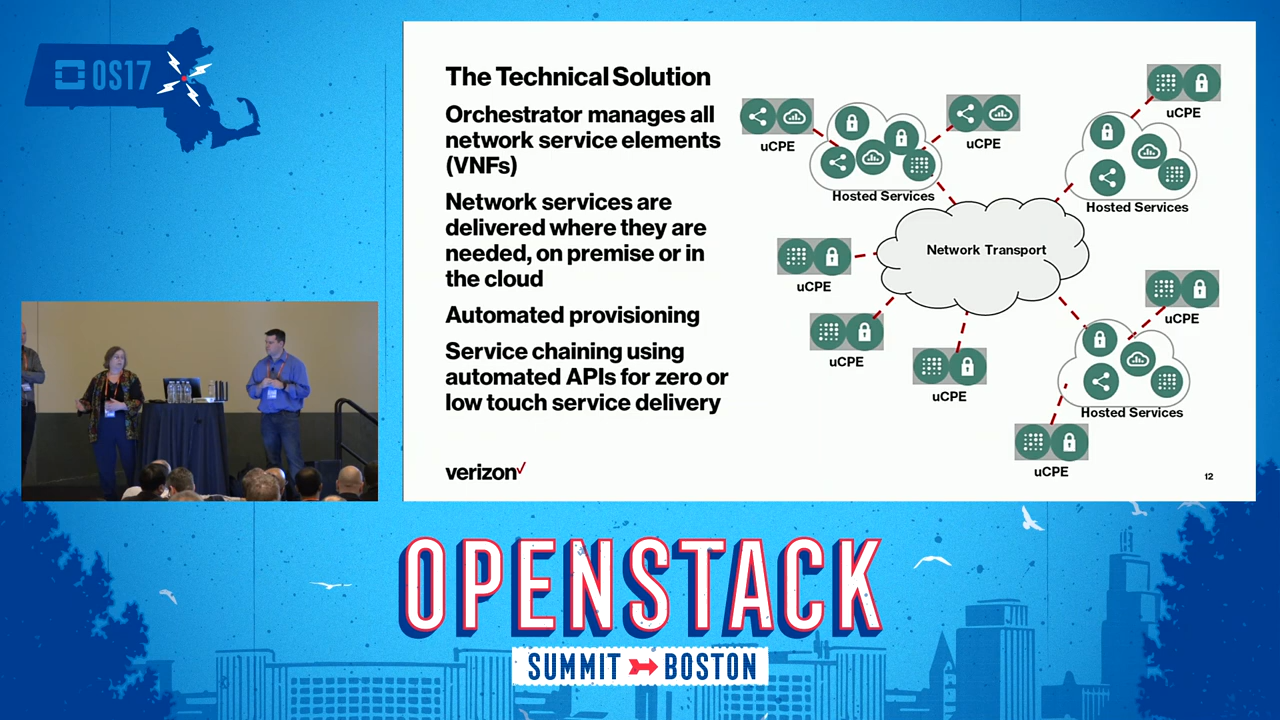 OS17
The Technical Solution
Orchestrator manages all
network service elements
(VNFs)
Network services are
delivered where they are
needed, on premise or in
the cloud
Automated provisioning
Service chaining using
automated APIs for zero or
low touch service delivery
verizon
uCPE
uCPE
Hosted Services
uCPE
Hosted Services
Network Transport
uCPE
uCPE
uCPE
uCPE
Hosted Services
uCPE
12
OPENSTACK
SUMMIT BOSTON